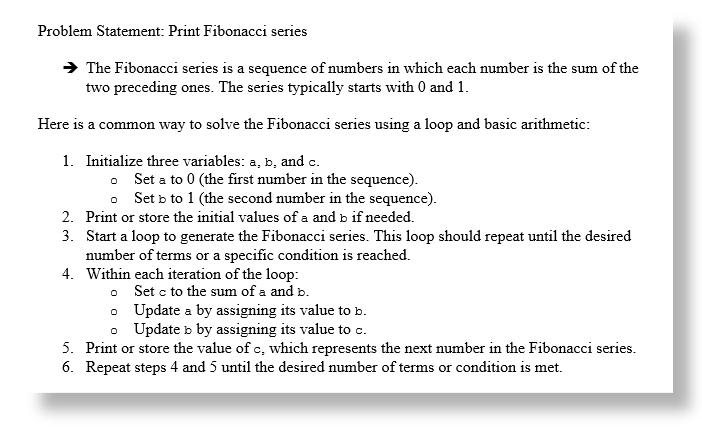 Problem Statement: Print Fibonacci series
➔ The Fibonacci series is a sequence of numbers in which each number is the sum of the
two preceding ones. The series typically starts with 0 and 1.
Here is a common way to solve the Fibonacci series using a loop and basic arithmetic:
1. Initialize three variables: a, b, and c.
o Set a to 0 (the first number in the sequence).
o Set b to 1 (the second number in the sequence).
2. Print or store the initial values of a and b if needed.
3. Start a loop to generate the Fibonacci series. This loop should repeat until the desired
number of terms or a specific condition is reached.
4. Within each iteration of the loop:
o Set c to the sum of a and b.
o Update a by assigning its value to b.
o Update b by assigning its value to c.
5. Print or store the value of c, which represents the next number in the Fibonacci series.
6. Repeat steps 4 and 5 until the desired number of terms or condition is met.